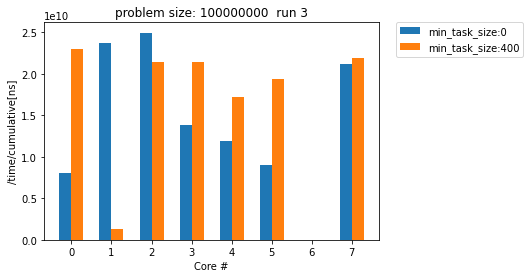 problem size: 100000000  run 3
1e10
2.5
2.0
1.5
1.0
0.5
0.0
/time/cumulative[ns]
0 1 2 3 4 5 6 7
Core #
min_task_size:0
min_task_size:400